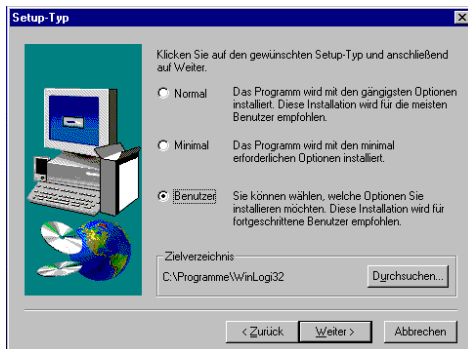 Setup-Typ
Klicken Sie auf den gewünschten Setup-Typ und anschließend
auf Weiter.
Normal
Das Programm wird mit den gängigsten Optionen
installiert. Diese Installation wird für die meisten
Benutzer empfohlen.
Minimal
Das Programm wird mit den minimal
erforderlichen Optionen installiert.
Benutzer
Sie können wählen, welche Optionen Sie
installieren möchten. Diese Installation wird für
fortgeschrittene Benutzer empfohlen.
Zielverzeichnis
C:\Programme\WinLogi32
Durchsuchen...
< Zurück
Weiter >
Abbrechen